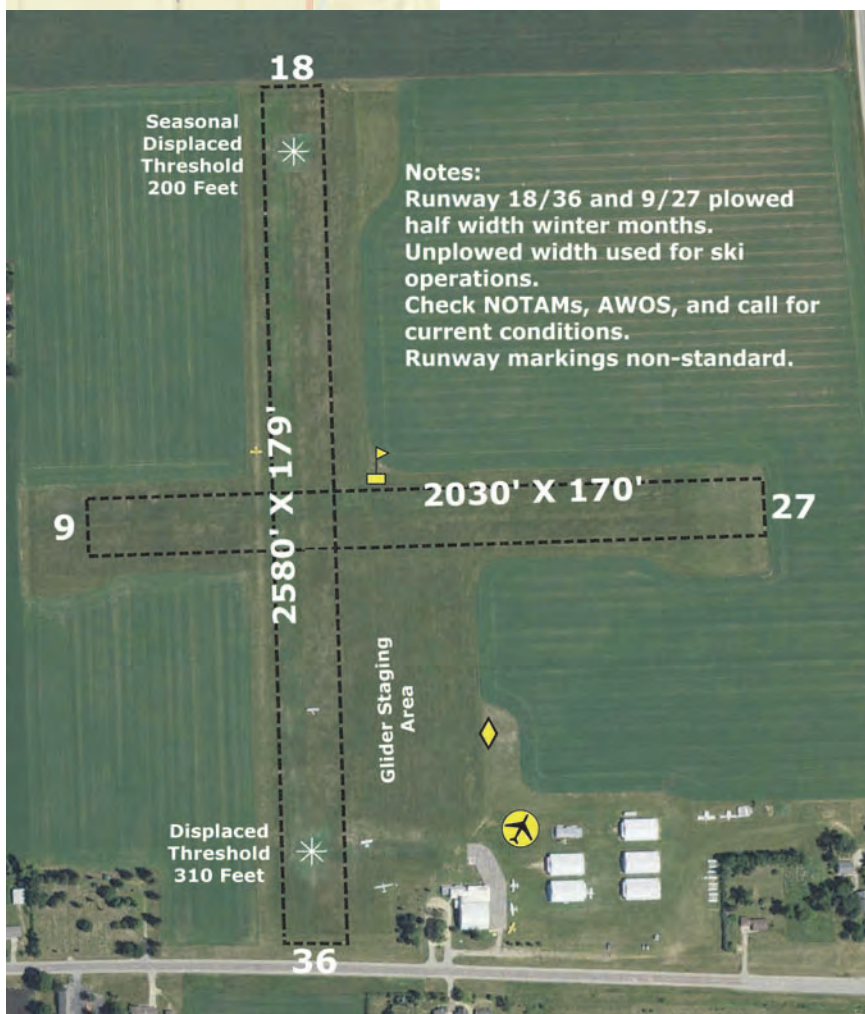 18
Seasonal
Displaced
Threshold
200 Feet
Notes:
Runway 18/36 and 9/27 plowed
half width winter months.
Unplowed width used for ski
operations.
Check NOTAMs, AWOS, and call for
current conditions.
Runway markings non-standard.
2580' X 179'
2030' X 170'
9
27
Glider Staging
Area
Displaced
Threshold
310 Feet
36